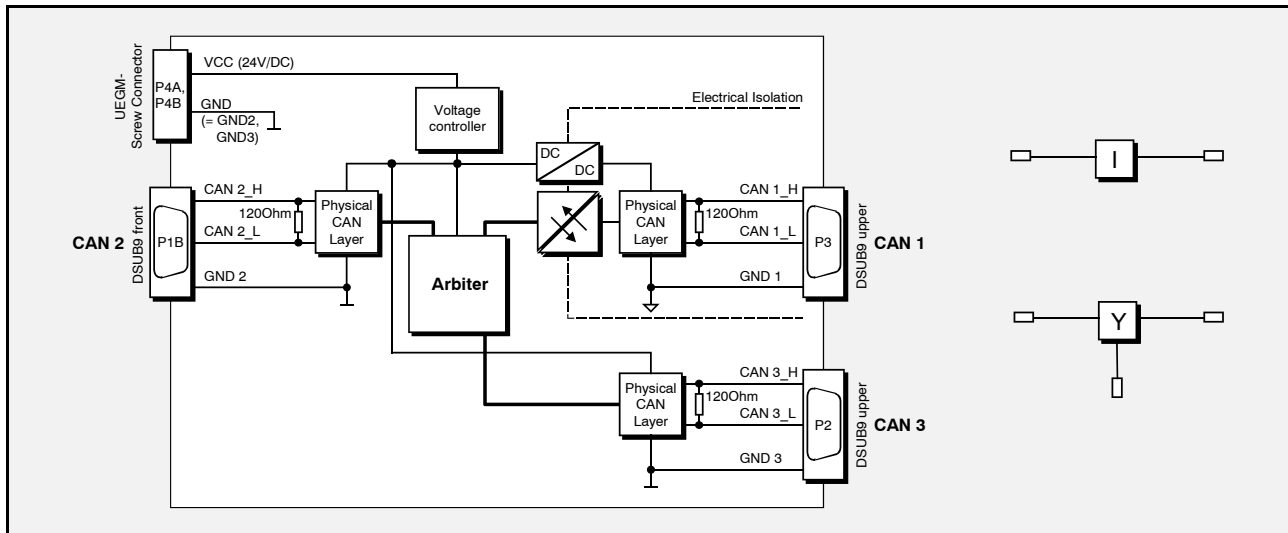 UEGM-
Screw Connector
P4A,
P4B
VCC (24V/DC)
GND
(= GND2,
GND3)
Voltage
controller
Electrical Isolation
DC
DC
I
CAN 2
DSUB9 front
P1B
CAN 2_H
120Ohm
CAN 2_L
GND 2
Physical
CAN
Layer
Arbiter
Physical
CAN
Layer
CAN 1_H
120Ohm
CAN 1_L
GND 1
P3
DSUB9 upper
CAN 1
Y
Physical
CAN
Layer
CAN 3_H
120Ohm
CAN 3_L
GND 3
P2
DSUB9 upper
CAN 3